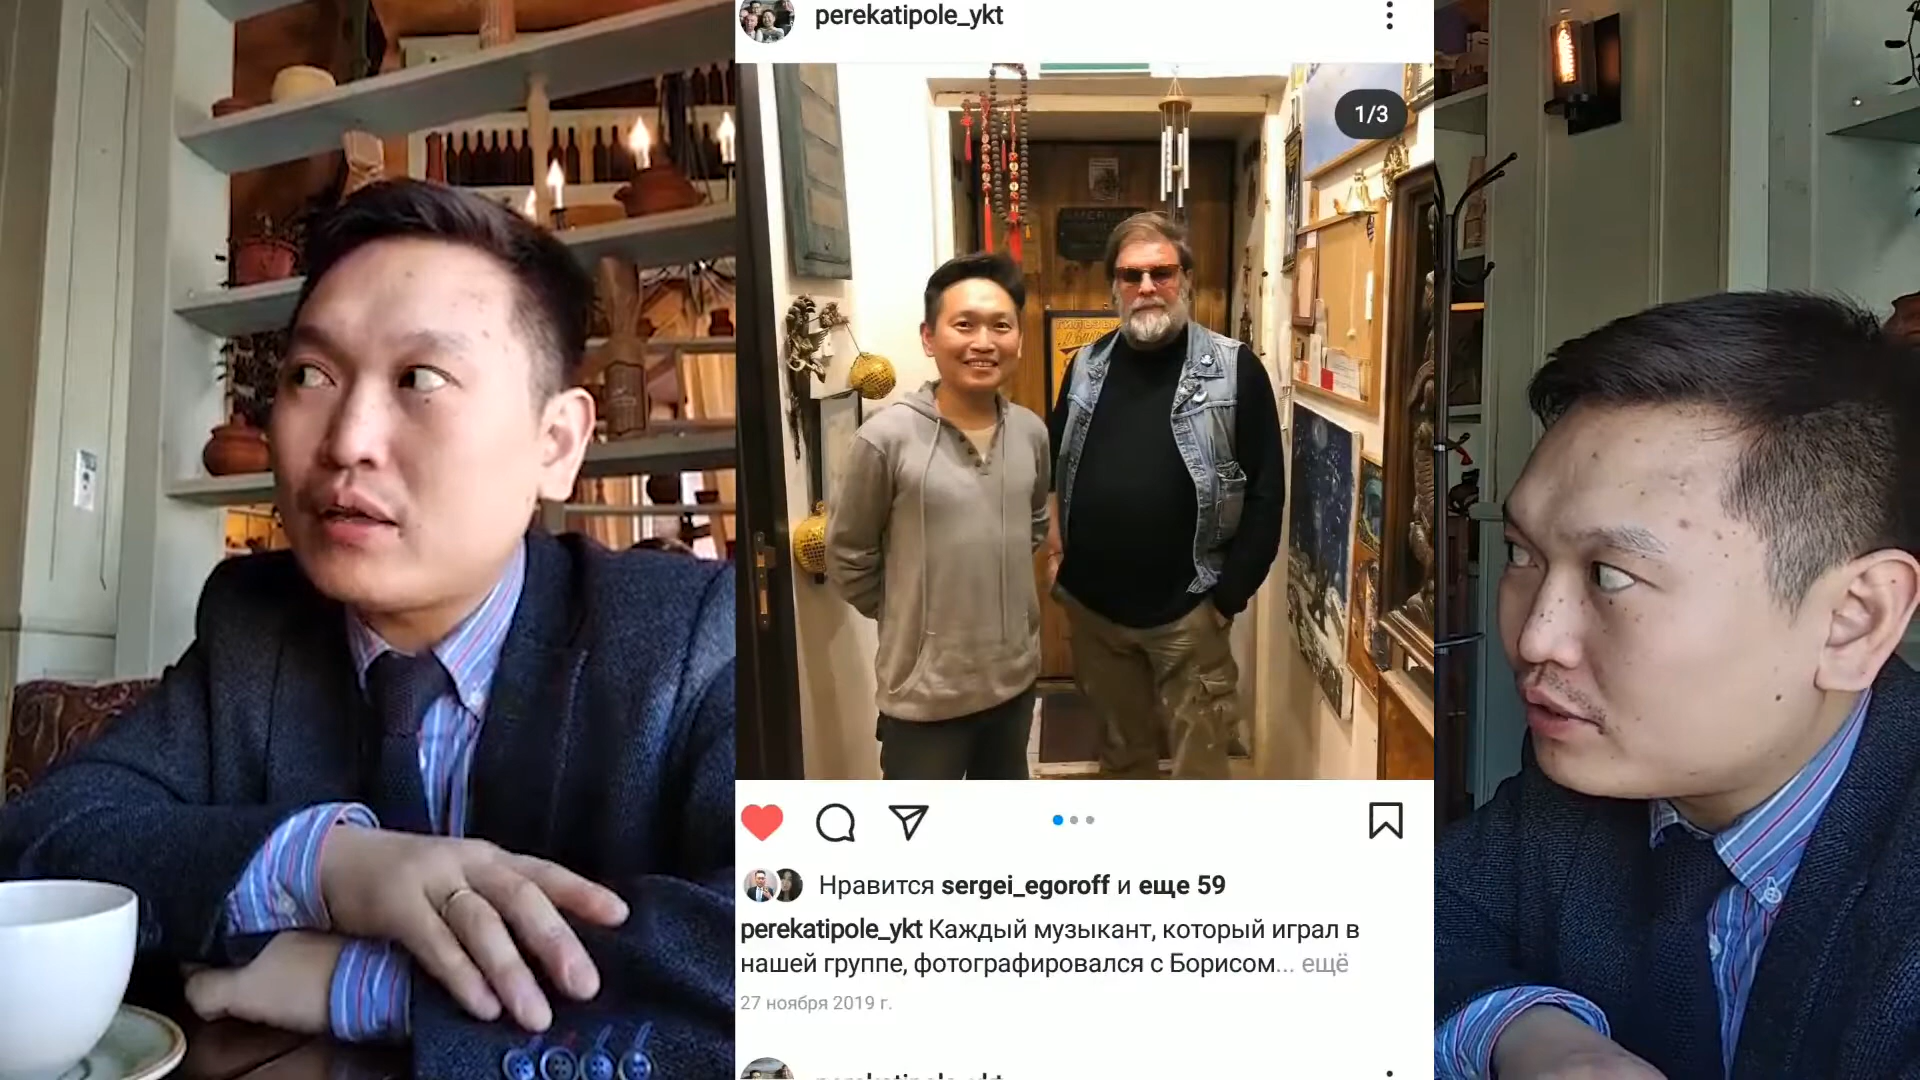 perekatipole_ykt
1/3
AMERICA
Нравится sergei_egoroff и еще 59
perekatipole_ykt Каждый музыкант, который играл в
нашей группе, фотографировался с Борисом... ещё
27 ноября 2019 г.